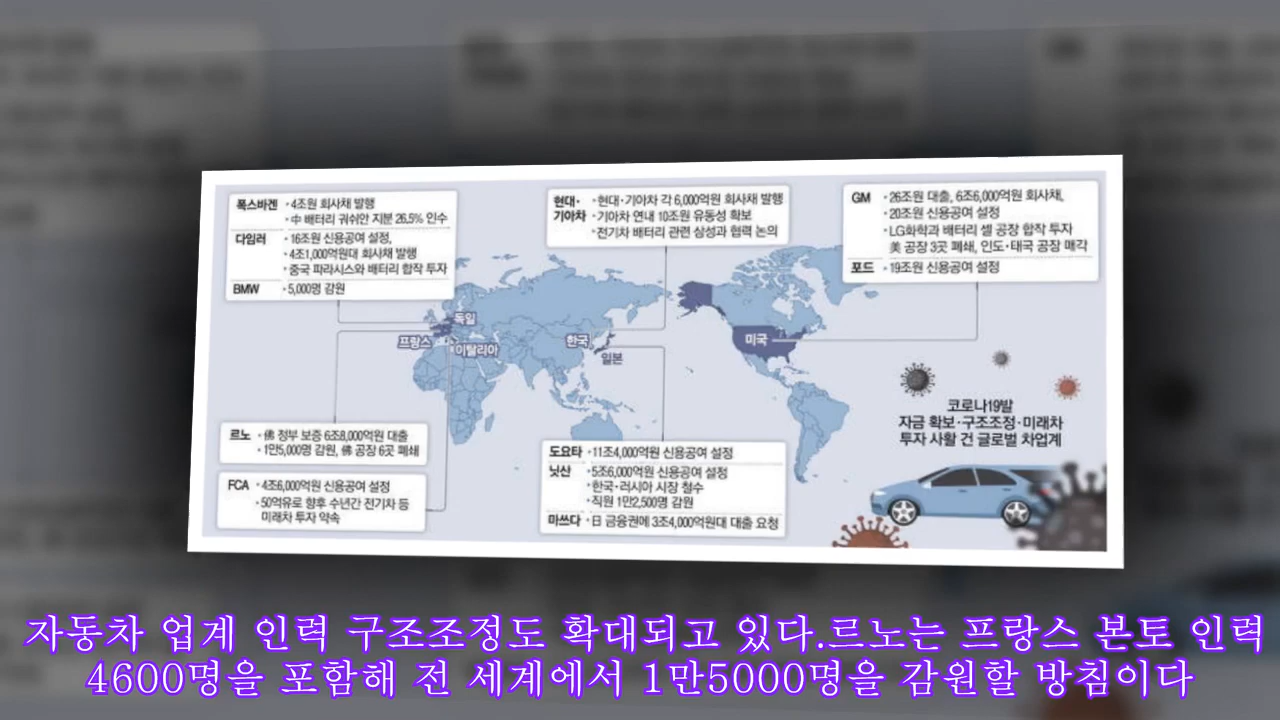 폭스바겐 · 4조원 회사채 발행
· 中 배터리 궈쉬안 지분 26.5% 인수
다임러 · 16조원 신용공여 설정,
· 4조1,000억원대 회사채 발행
· 중국 파라시스와 배터리 합작 투자
BMW · 5,000명 감원
현대· · 현대·기아차 각 6,000억원 회사채 발행
기아차 · 기아차 연내 10조원 유동성 확보
· 전기차 배터리 관련 삼성과 협력 논의
GM · 26조원 대출, 6조6,000억원 회사채,
· 20조원 신용공여 설정
· LG화학과 배터리 셀 공장 합작 투자
美 공장 3곳 폐쇄, 인도·태국 공장 매각
포드 · 19조원 신용공여 설정
독일
프랑스
이탈리아
한국
일본
미국
르노 · 佛 정부 보증 6조8,000억원 대출
· 1만5,000명 감원, 佛 공장 6곳 폐쇄
FCA · 4조6,000억원 신용공여 설정
· 50억유로 향후 수년간 전기차 등
미래차 투자 약속
도요타 · 11조4,000억원 신용공여 설정
닛산 · 5조6,000억원 신용공여 설정
· 한국·러시아 시장 철수
· 직원 1만2,500명 감원
마쓰다 · 日 금융권에 3조4,000억원대 대출 요청
코로나19발
자금 확보·구조조정·미래차
투자 사활 건 글로벌 차업계
자동차 업계 인력 구조조정도 확대되고 있다.르노는 프랑스 본토 인력
4600명을 포함해 전 세계에서 1만5000명을 감원할 방침이다